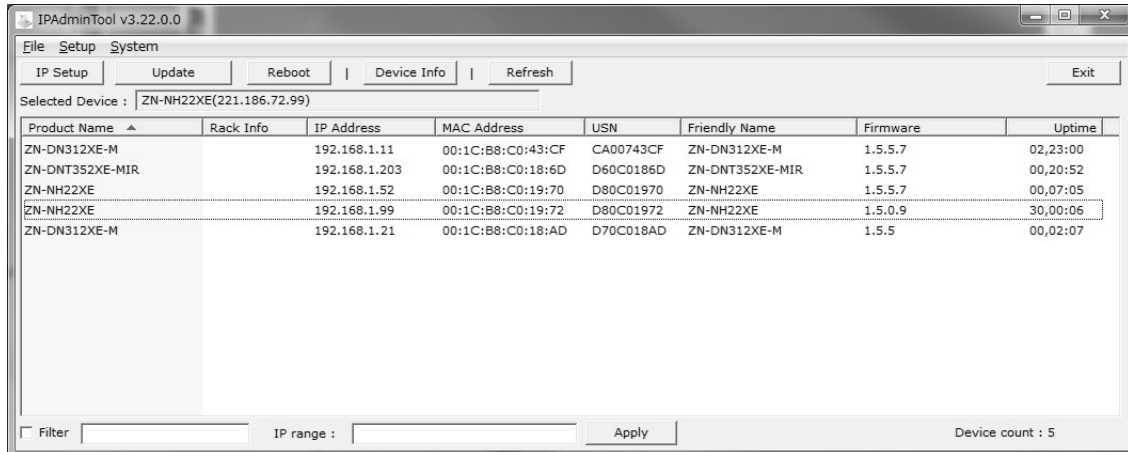 IPAdminTool v3.22.0.0
File Setup System
IP Setup Update Reboot | Device Info | Refresh Exit
Selected Device : ZN-NH22XE(221.186.72.99)
Product Name Rack Info IP Address MAC Address USN Friendly Name Firmware Uptime
ZN-DN312XE-M 192.168.1.11 00:1C:B8:C0:43:CF CA00743CF ZN-DN312XE-M 1.5.5.7 02,23:00
ZN-DNT352XE-MIR 192.168.1.203 00:1C:B8:C0:18:6D D60C0186D ZN-DNT352XE-MIR 1.5.5.7 00,20:52
ZN-NH22XE 192.168.1.52 00:1C:B8:C0:19:70 D80C01970 ZN-NH22XE 1.5.5.7 00,07:05
ZN-NH22XE 192.168.1.99 00:1C:B8:C0:19:72 D80C01972 ZN-NH22XE 1.5.0.9 30,00:06
ZN-DN312XE-M 192.168.1.21 00:1C:B8:C0:18:AD D70C018AD ZN-DN312XE-M 1.5.5 00,02:07
Filter IP range : Apply Device count : 5